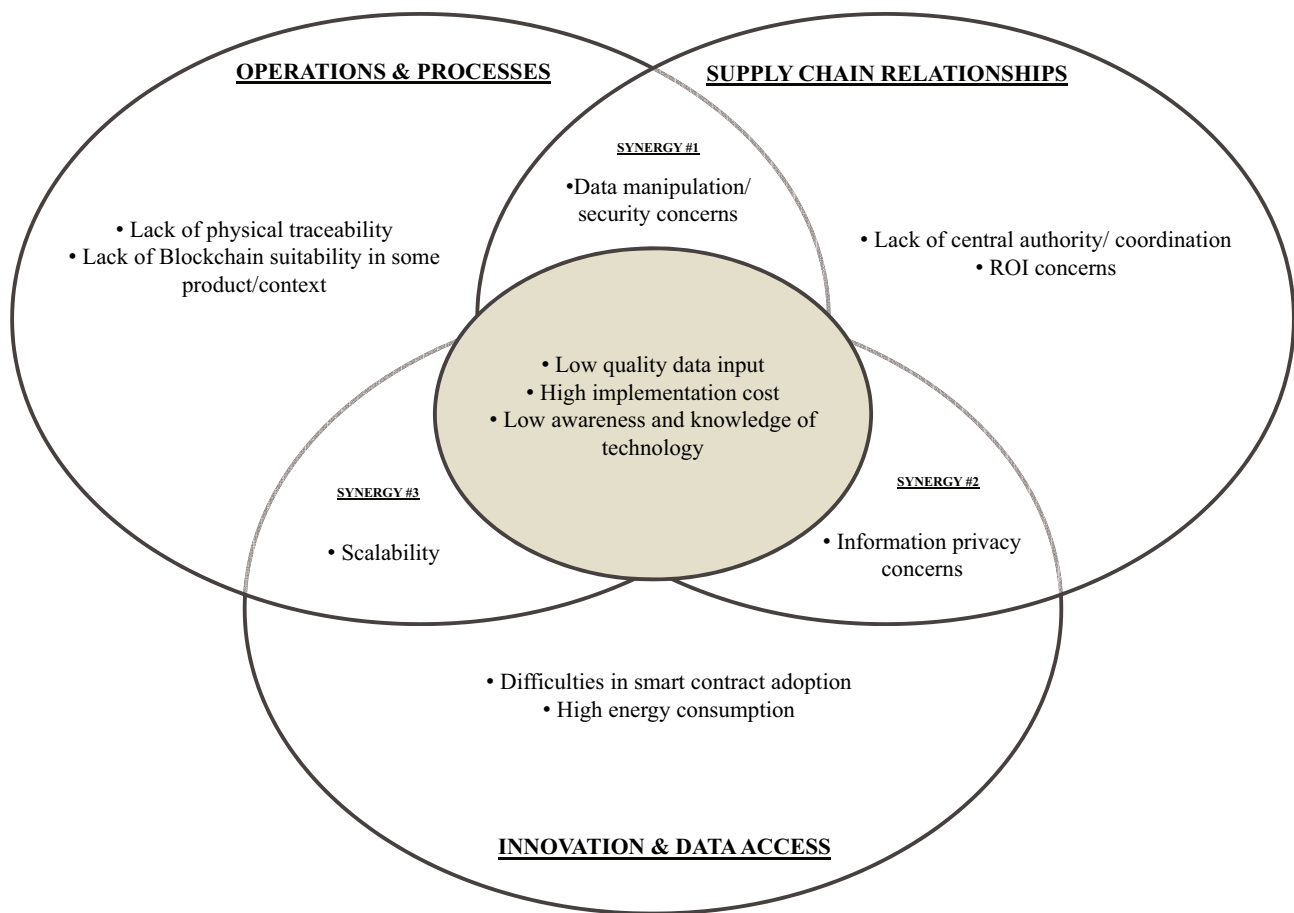 OPERATIONS & PROCESSES
SUPPLY CHAIN RELATIONSHIPS
SYNERGY #1
•Data manipulation/
security concerns
• Lack of physical traceability
• Lack of Blockchain suitability in some
product/context
• Lack of central authority/ coordination
• ROI concerns
• Low quality data input
• High implementation cost
• Low awareness and knowledge of
technology
SYNERGY #3
• Scalability
SYNERGY #2
• Information privacy
concerns
• Difficulties in smart contract adoption
• High energy consumption
INNOVATION & DATA ACCESS